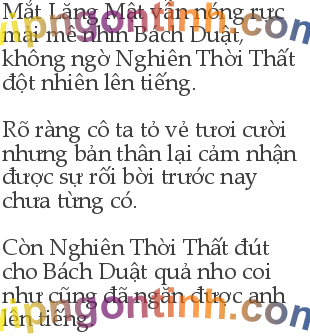 Mắt Lăng Mật vẫn nóng rực
mải mê nhìn Bách Duật,
không ngờ Nghiên Thời Thất
đột nhiên lên tiếng.
Rõ ràng cô ta tỏ vẻ tươi cười
nhưng bản thân lại cảm nhận
được sự rối bời trước nay
chưa từng có.
Còn Nghiên Thời Thất đút
cho Bách Duật quả nho coi
như cũng đã ngăn được anh
lên tiếng.